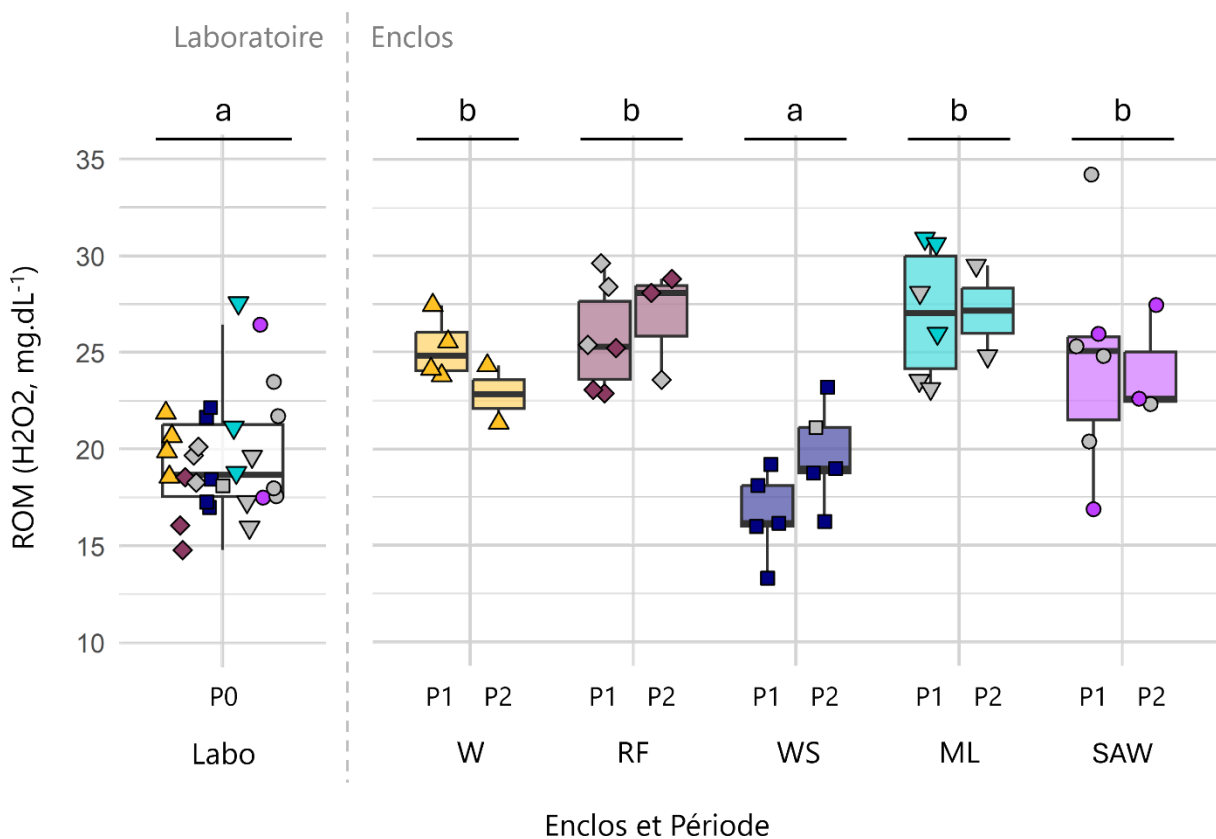 Laboratoire Enclos
a b b a b b
35
30
25
20
15
10
ROM (H2O2, mg.dL⁻¹)
P0 P1 P2 P1 P2 P1 P2 P1 P2 P1 P2
Labo W RF WS ML SAW
Enclos et Période